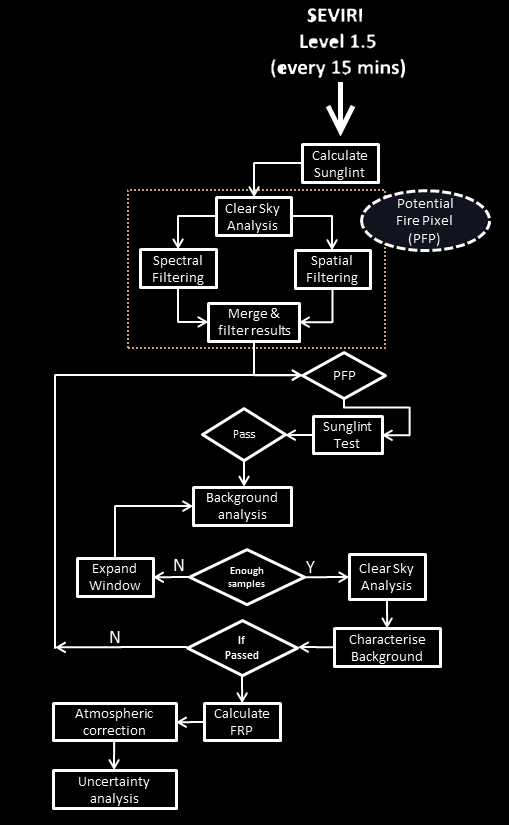 SEVIRI
Level 1.5
(every 15 mins)
Calculate
Sunglint
Clear Sky
Analysis
Potential
Fire Pixel
(PFP)
Spectral
Filtering
Spatial
Filtering
Merge &
filter results
PFP
Sunglint
Test
Pass
Background
analysis
Expand
Window
N
Enough
samples
Y
Clear Sky
Analysis
N
If
Passed
Characterise
Background
Atmospheric
correction
Calculate
FRP
Uncertainty
analysis